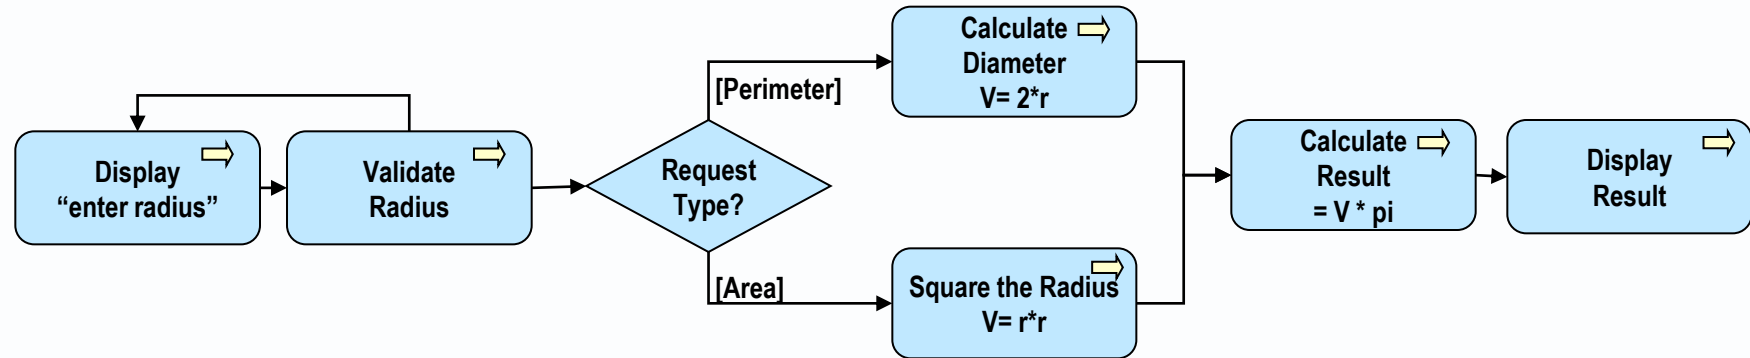 Display
“enter radius”
Validate
Radius
Request
Type?
[Perimeter]
Calculate
Diameter
V= 2*r
[Area]
Square the Radius
V= r*r
Calculate
Result
= V * pi
Display
Result